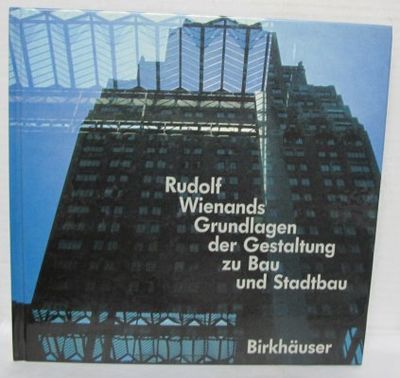 Rudolf
Wienands
Grundlagen
der Gestaltung
zu Bau
und Stadtbau
Birkhäuser